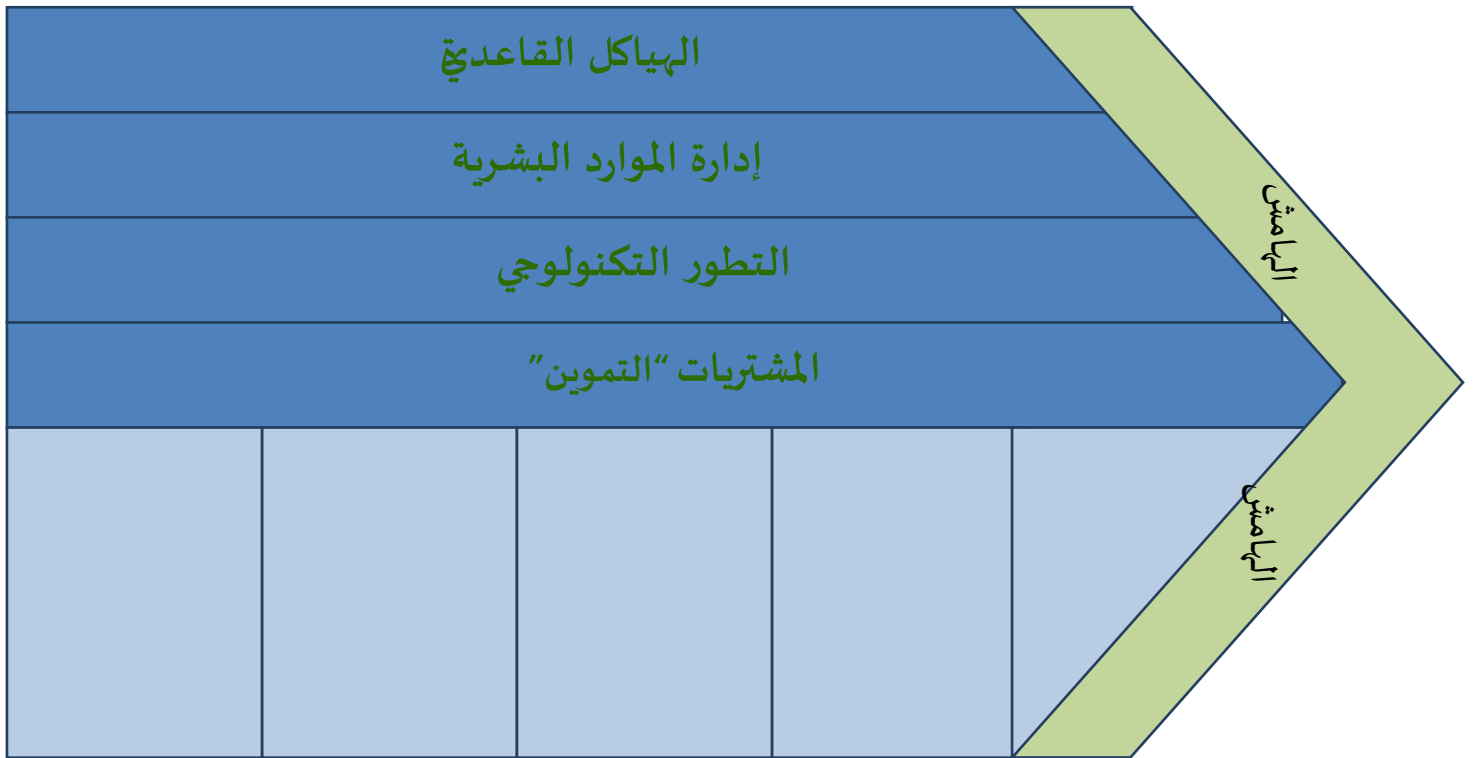 الهياكل القاعدية
إدارة الموارد البشرية
التطور التكنولوجي
المشتريات “التموين”
الهامش
الهامش